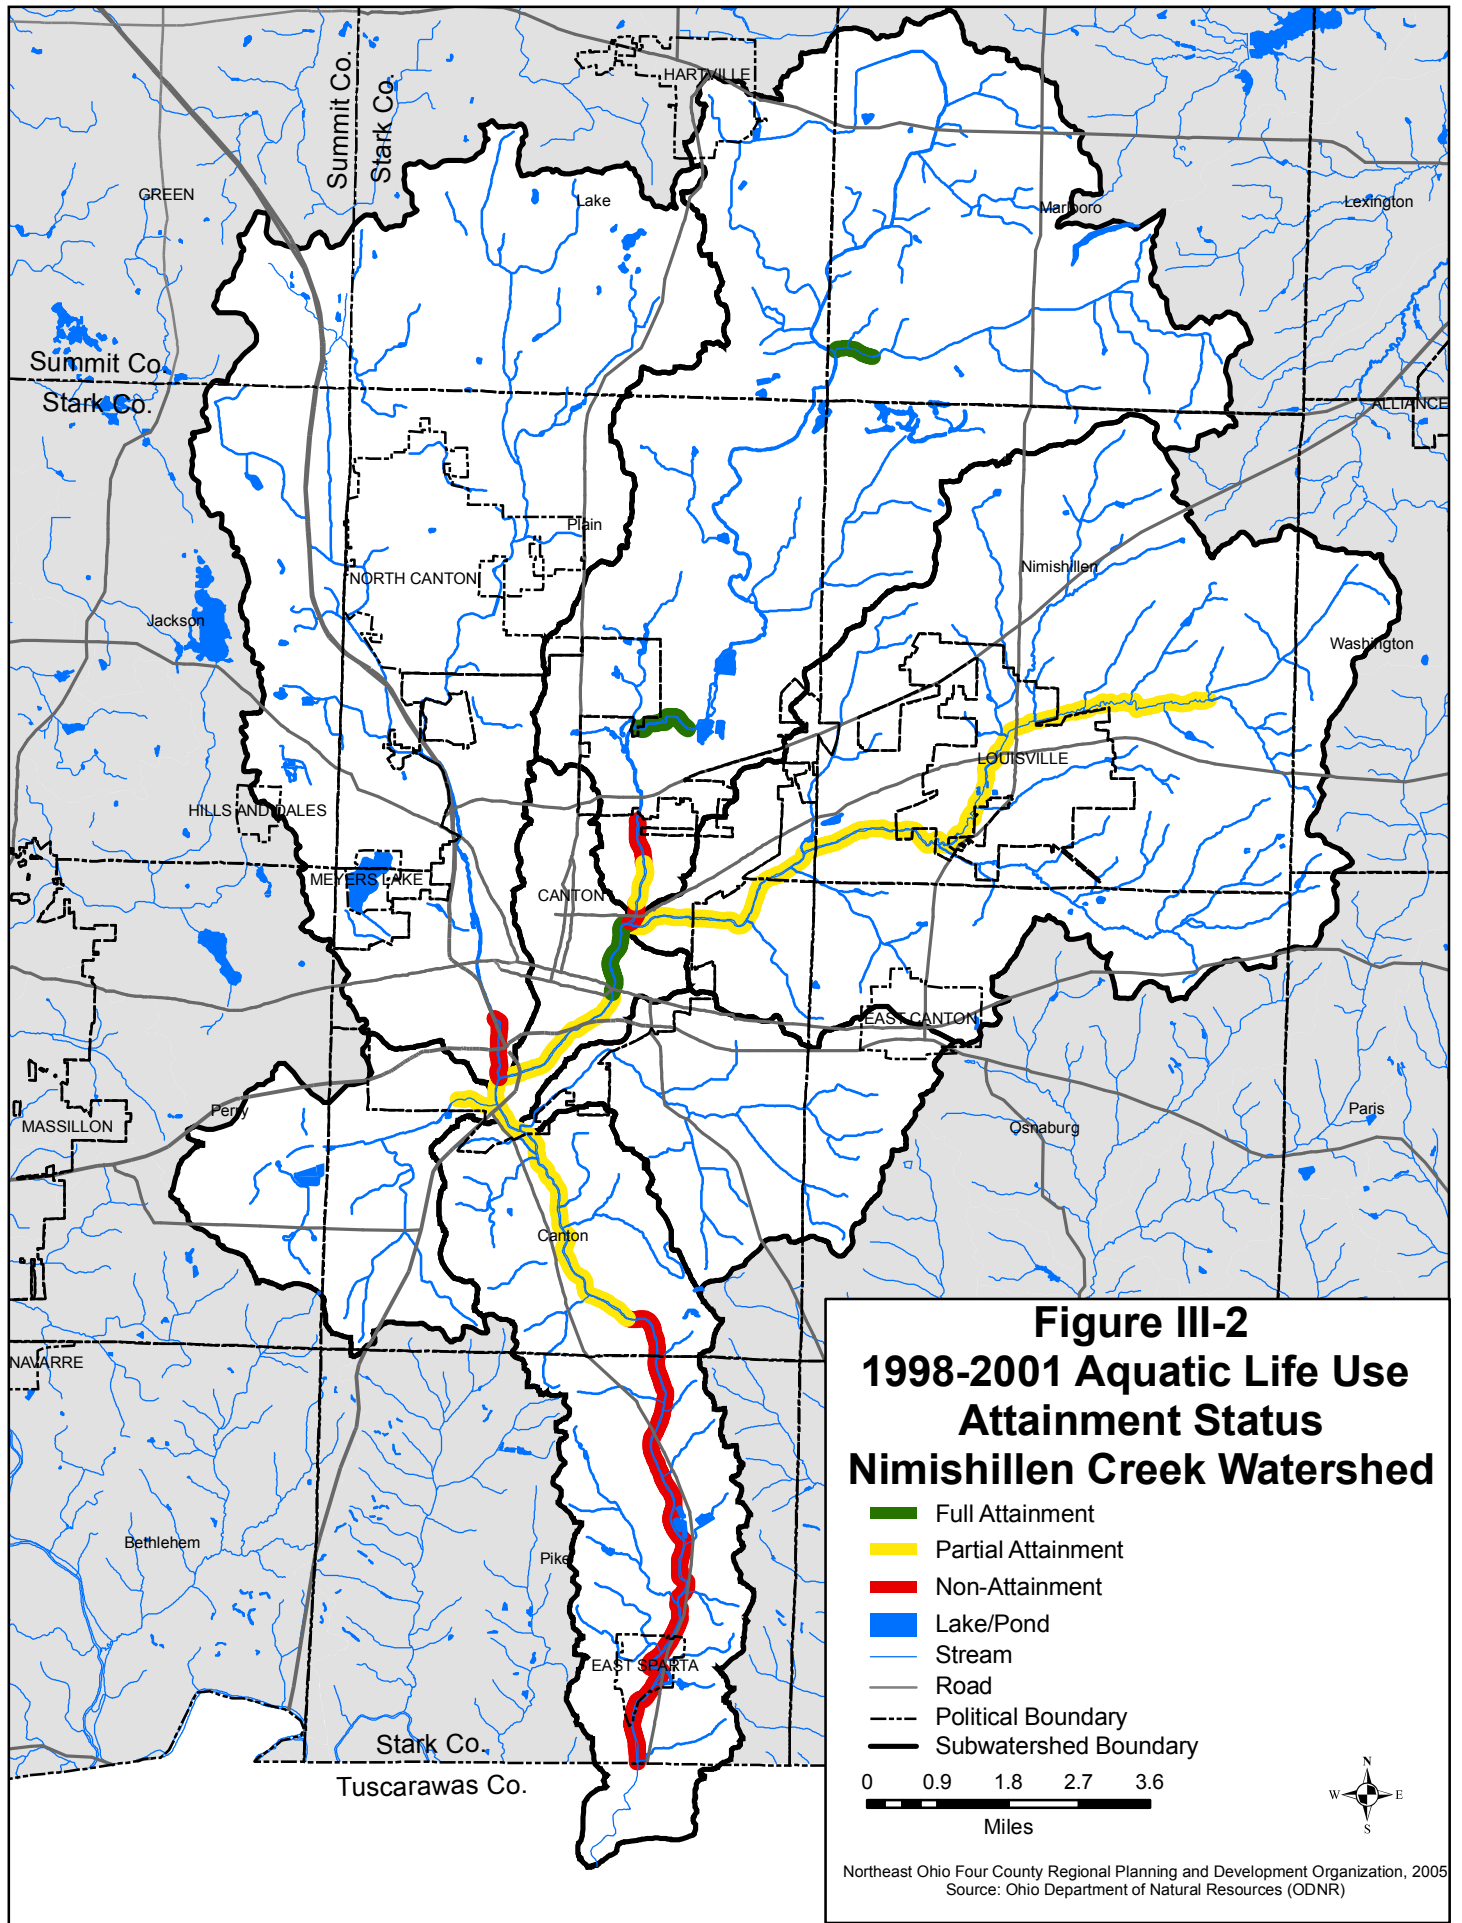 HARTVILLE
Summit Co.
Stark Co.
GREEN
Lake
Marlboro
Lexington
Summit Co.
Stark Co.
ALLIANCE
Plain
NORTH CANTON
Nimishillen
Jackson
Washington
LOUISVILLE
HILLS AND DALES
MEYERS LAKE
CANTON
EAST CANTON
Perry
MASSILLON
Paris
Osnaburg
Canton
NAVARRE
Bethlehem
Pike
EAST SPARTA
Stark Co.
Tuscarawas Co.
Figure III-2
1998-2001 Aquatic Life Use
Attainment Status
Nimishillen Creek Watershed
Full Attainment
Partial Attainment
Non-Attainment
Lake/Pond
Stream
Road
Political Boundary
Subwatershed Boundary
0 0.9 1.8 2.7 3.6
Miles
N
W E
S
Northeast Ohio Four County Regional Planning and Development Organization, 2005
Source: Ohio Department of Natural Resources (ODNR)